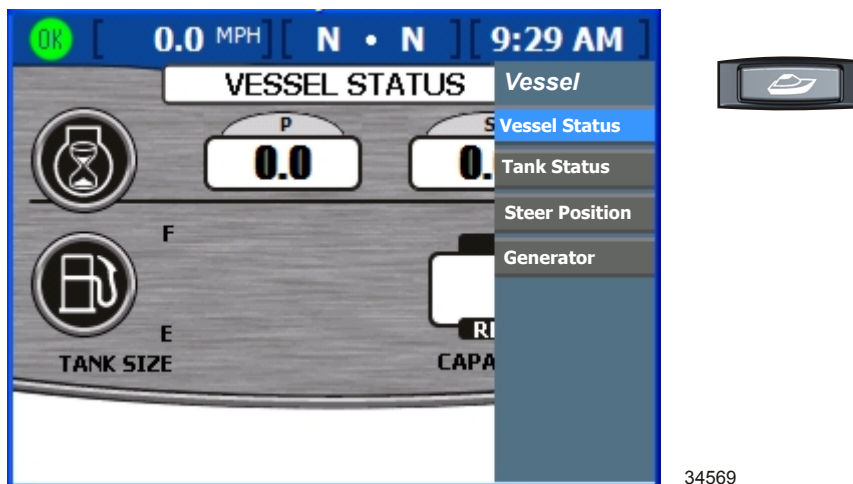 OK [ 0.0 MPH ] [ N • N ] [ 9:29 AM ]
VESSEL STATUS
Vessel
P
S
Vessel Status
0.0
0.
Tank Status
Steer Position
F
Generator
E
TANK SIZE
34569